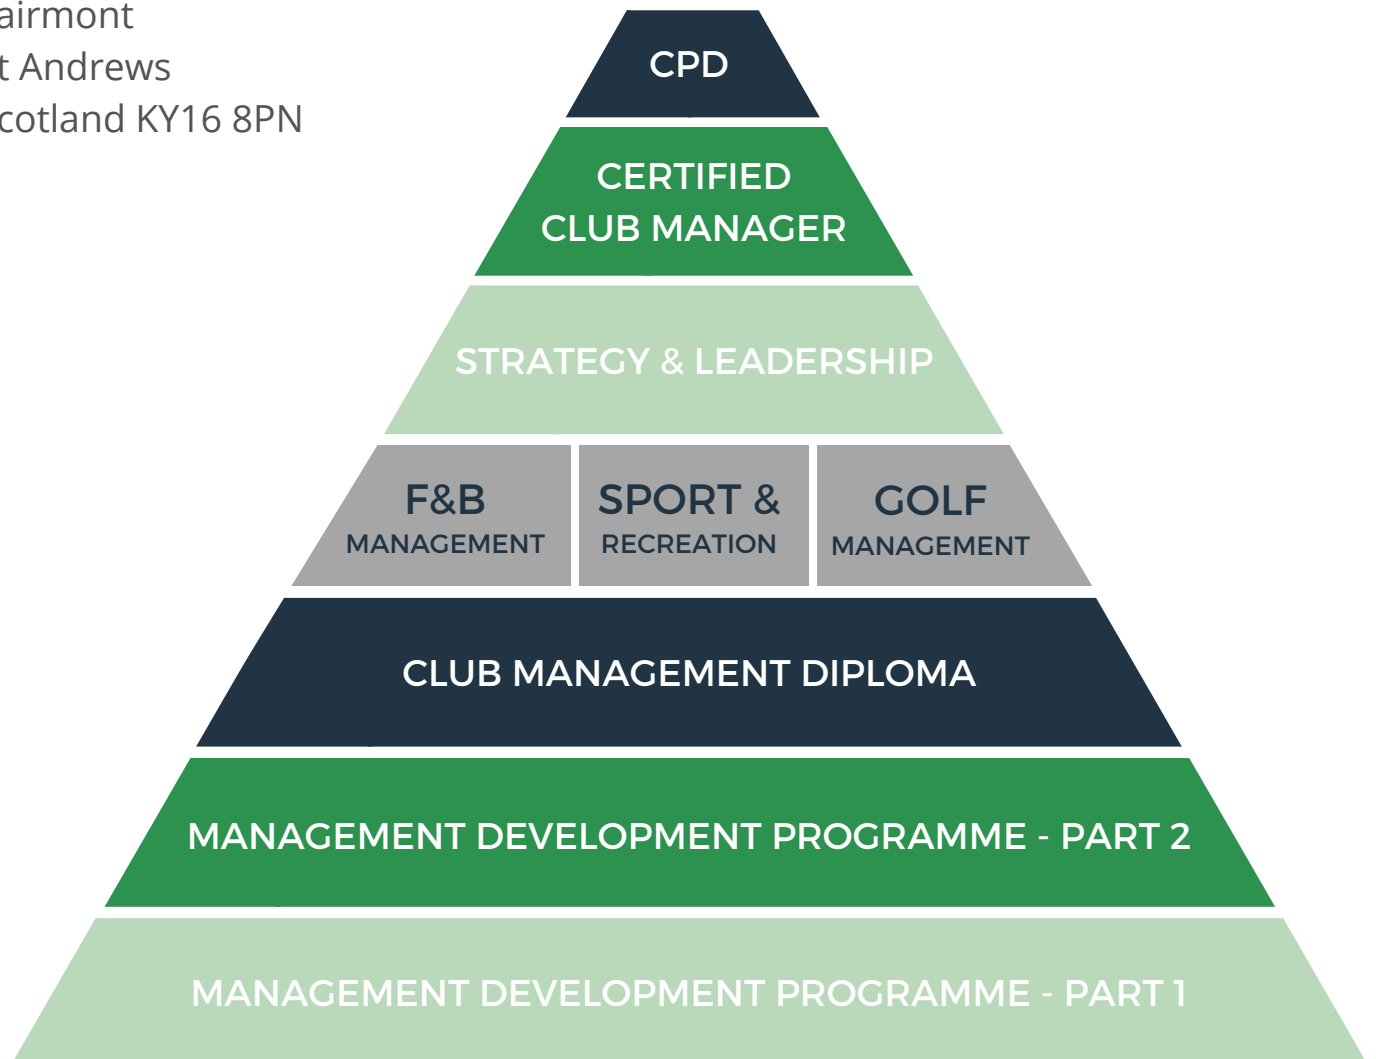 airmont
t Andrews
cotland KY16 8PN
CPD
CERTIFIED
CLUB MANAGER
STRATEGY & LEADERSHIP
F&B
MANAGEMENT
SPORT &
RECREATION
GOLF
MANAGEMENT
CLUB MANAGEMENT DIPLOMA
MANAGEMENT DEVELOPMENT PROGRAMME - PART 2
MANAGEMENT DEVELOPMENT PROGRAMME - PART 1